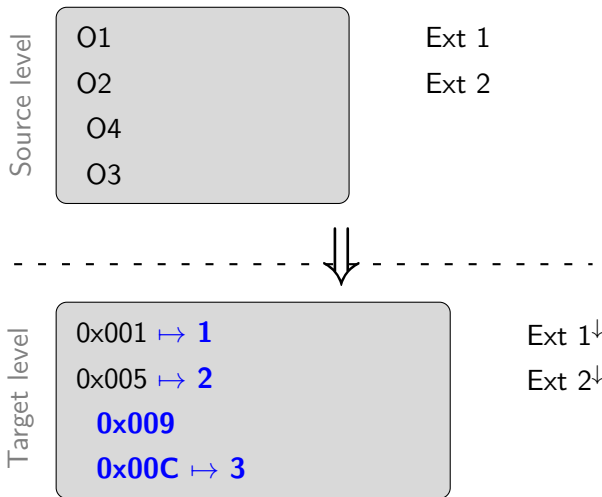 Source level
O1 Ext 1
O2 Ext 2
O4
O3
Target level
0x001 ↦ 1 Ext 1↓
0x005 ↦ 2 Ext 2↓
0x009
0x00C ↦ 3